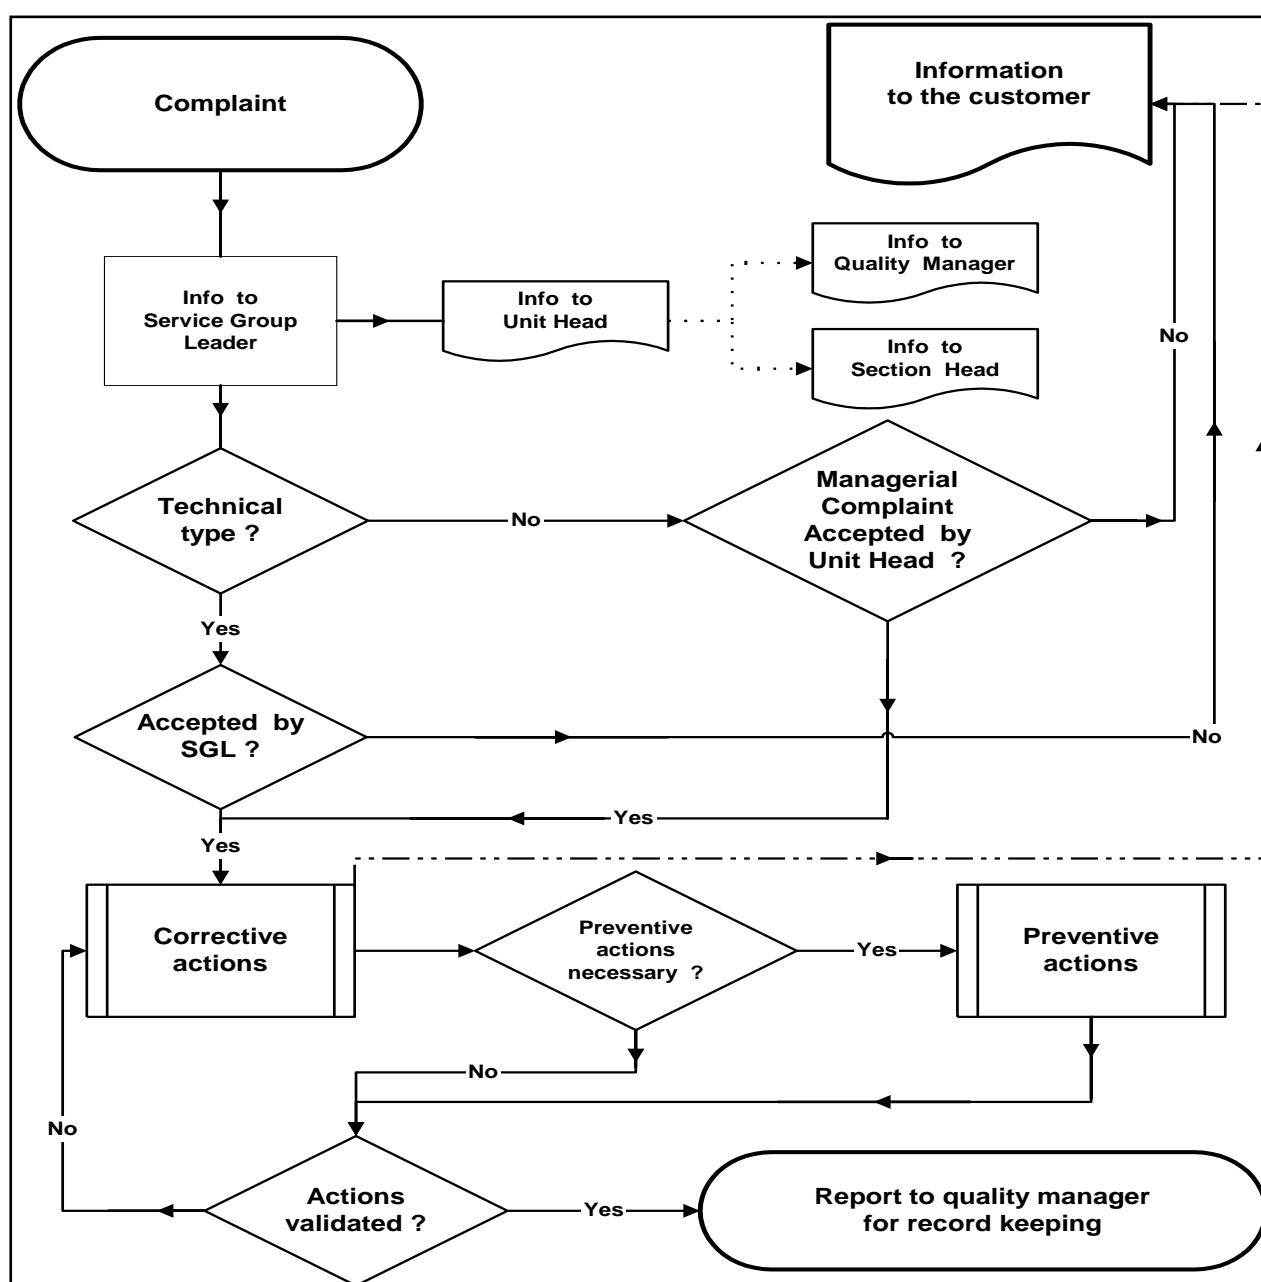 Complaint
Information
to the customer
Info to
Quality Manager
Info to
Service Group
Leader
Info to
Unit Head
Info to
Section Head
No
Technical
type ?
No
Managerial
Complaint
Accepted by
Unit Head ?
Yes
Accepted by
SGL ?
No
Yes
Yes
Corrective
actions
Preventive
actions
necessary ?
Yes
Preventive
actions
No
No
Actions
validated ?
Yes
Report to quality manager
for record keeping